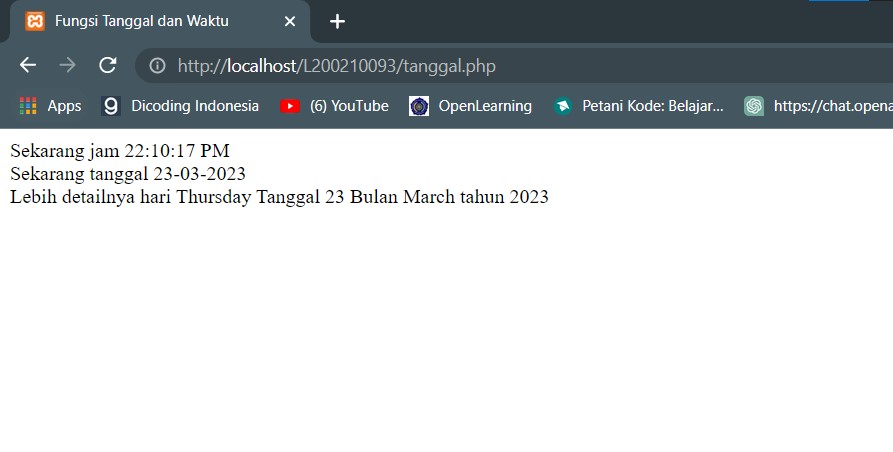 Fungsi Tanggal dan Waktu
http://localhost/L200210093/tanggal.php
Apps Dicoding Indonesia (6) YouTube OpenLearning Petani Kode: Belajar... https://chat.opena
Sekarang jam 22:10:17 PM
Sekarang tanggal 23-03-2023
Lebih detailnya hari Thursday Tanggal 23 Bulan March tahun 2023